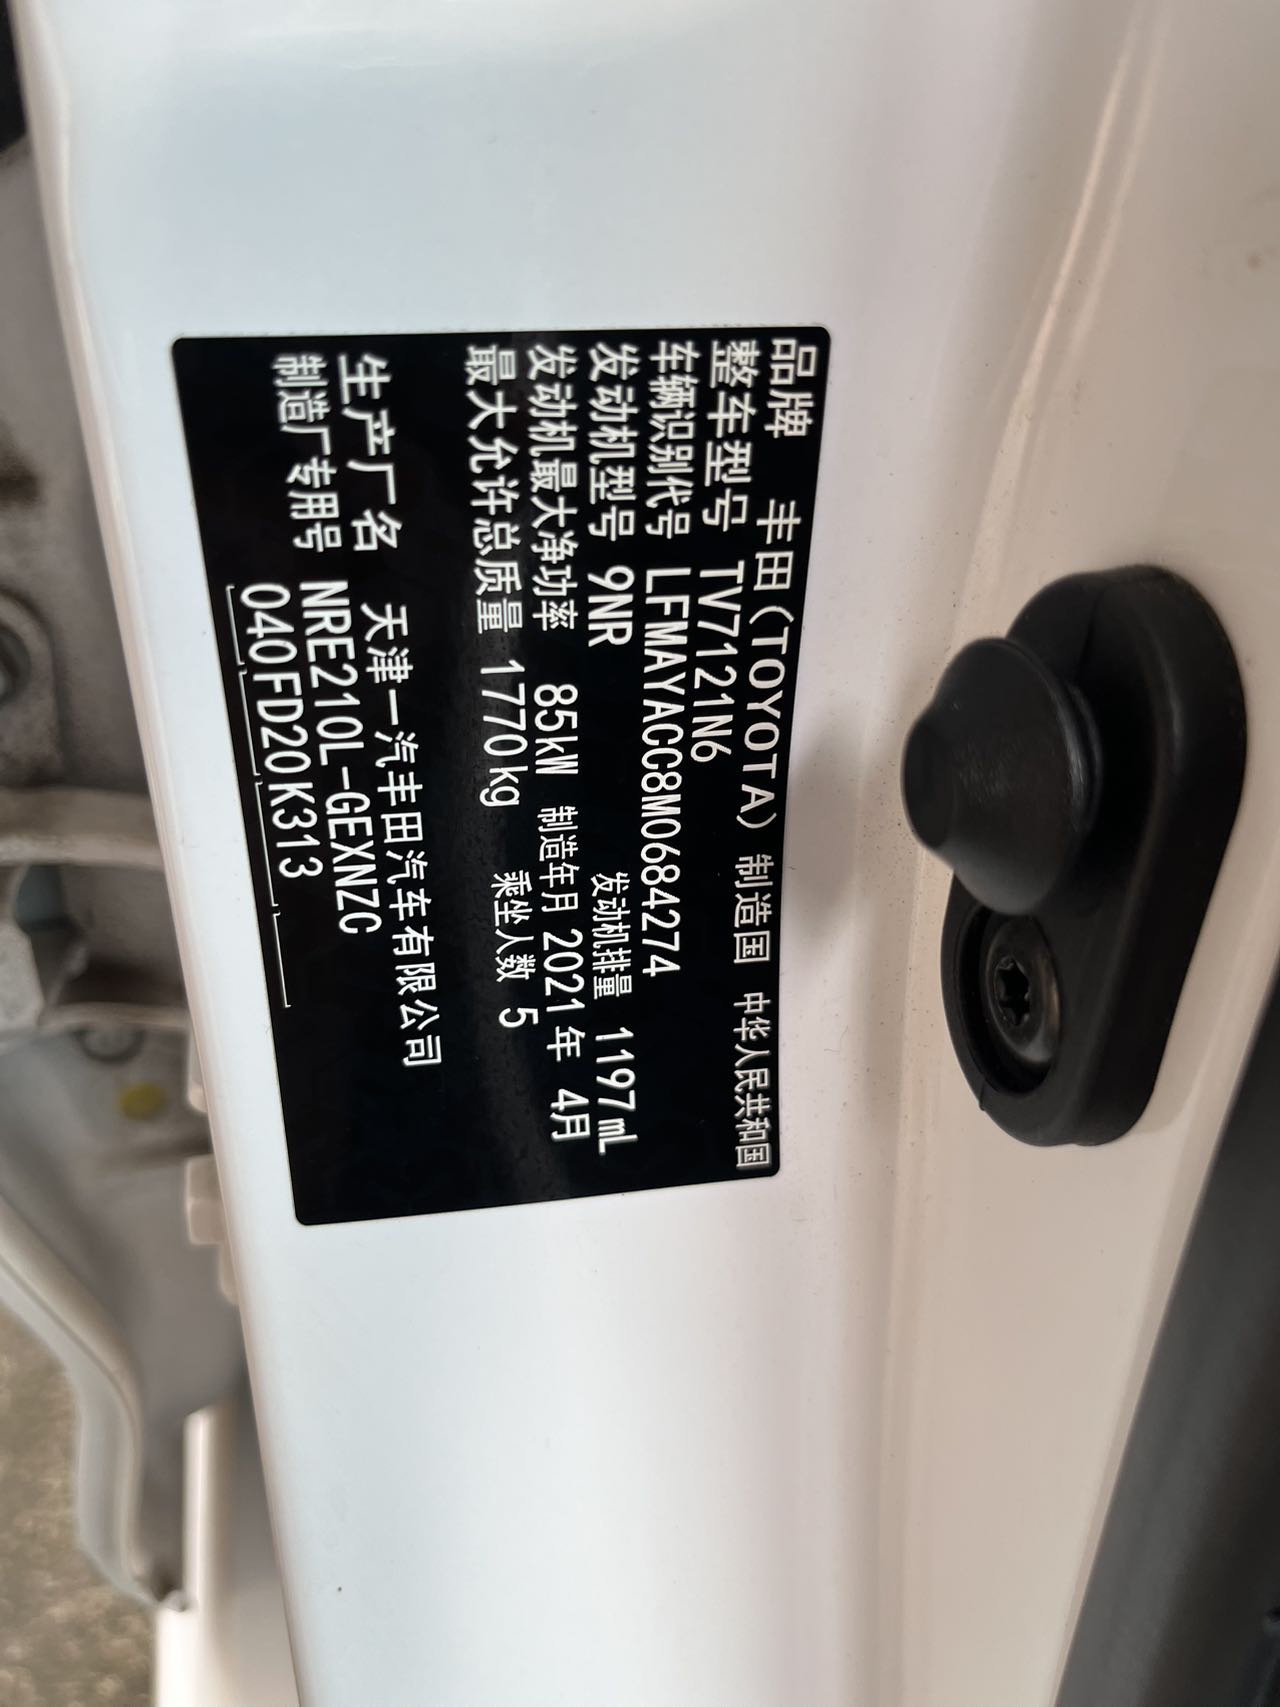 品牌 丰田(TOYOTA) 制造国 中华人民共和国
整车型号 TV7121N6
车辆识别代号 LFMAYACC8M0684274
发动机型号 9NR 发动机排量 1197mL
发动机最大净功率 85kW 制造年月 2021年 4月
最大允许总质量 1770kg 乘坐人数 5
生产厂名 天津一汽丰田汽车有限公司
制造厂专用号 NRE210L-GEXNZC
040FD20K313